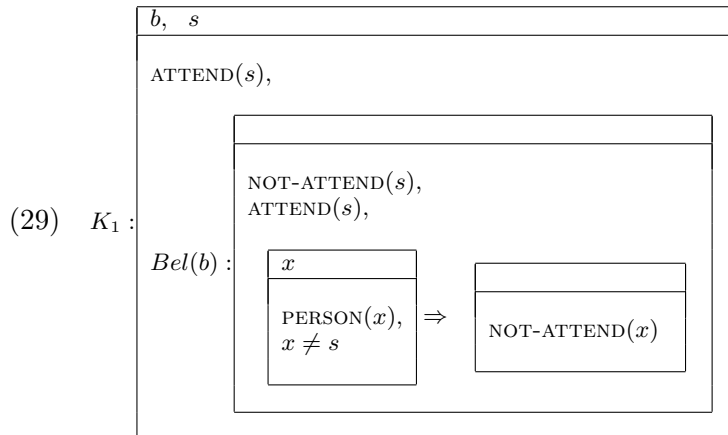 b, s
ATTEND(s),
NOT-ATTEND(s),
ATTEND(s),
(29) K₁ :
Bel(b) :
x
PERSON(x),
x ≠ s
⇒
NOT-ATTEND(x)